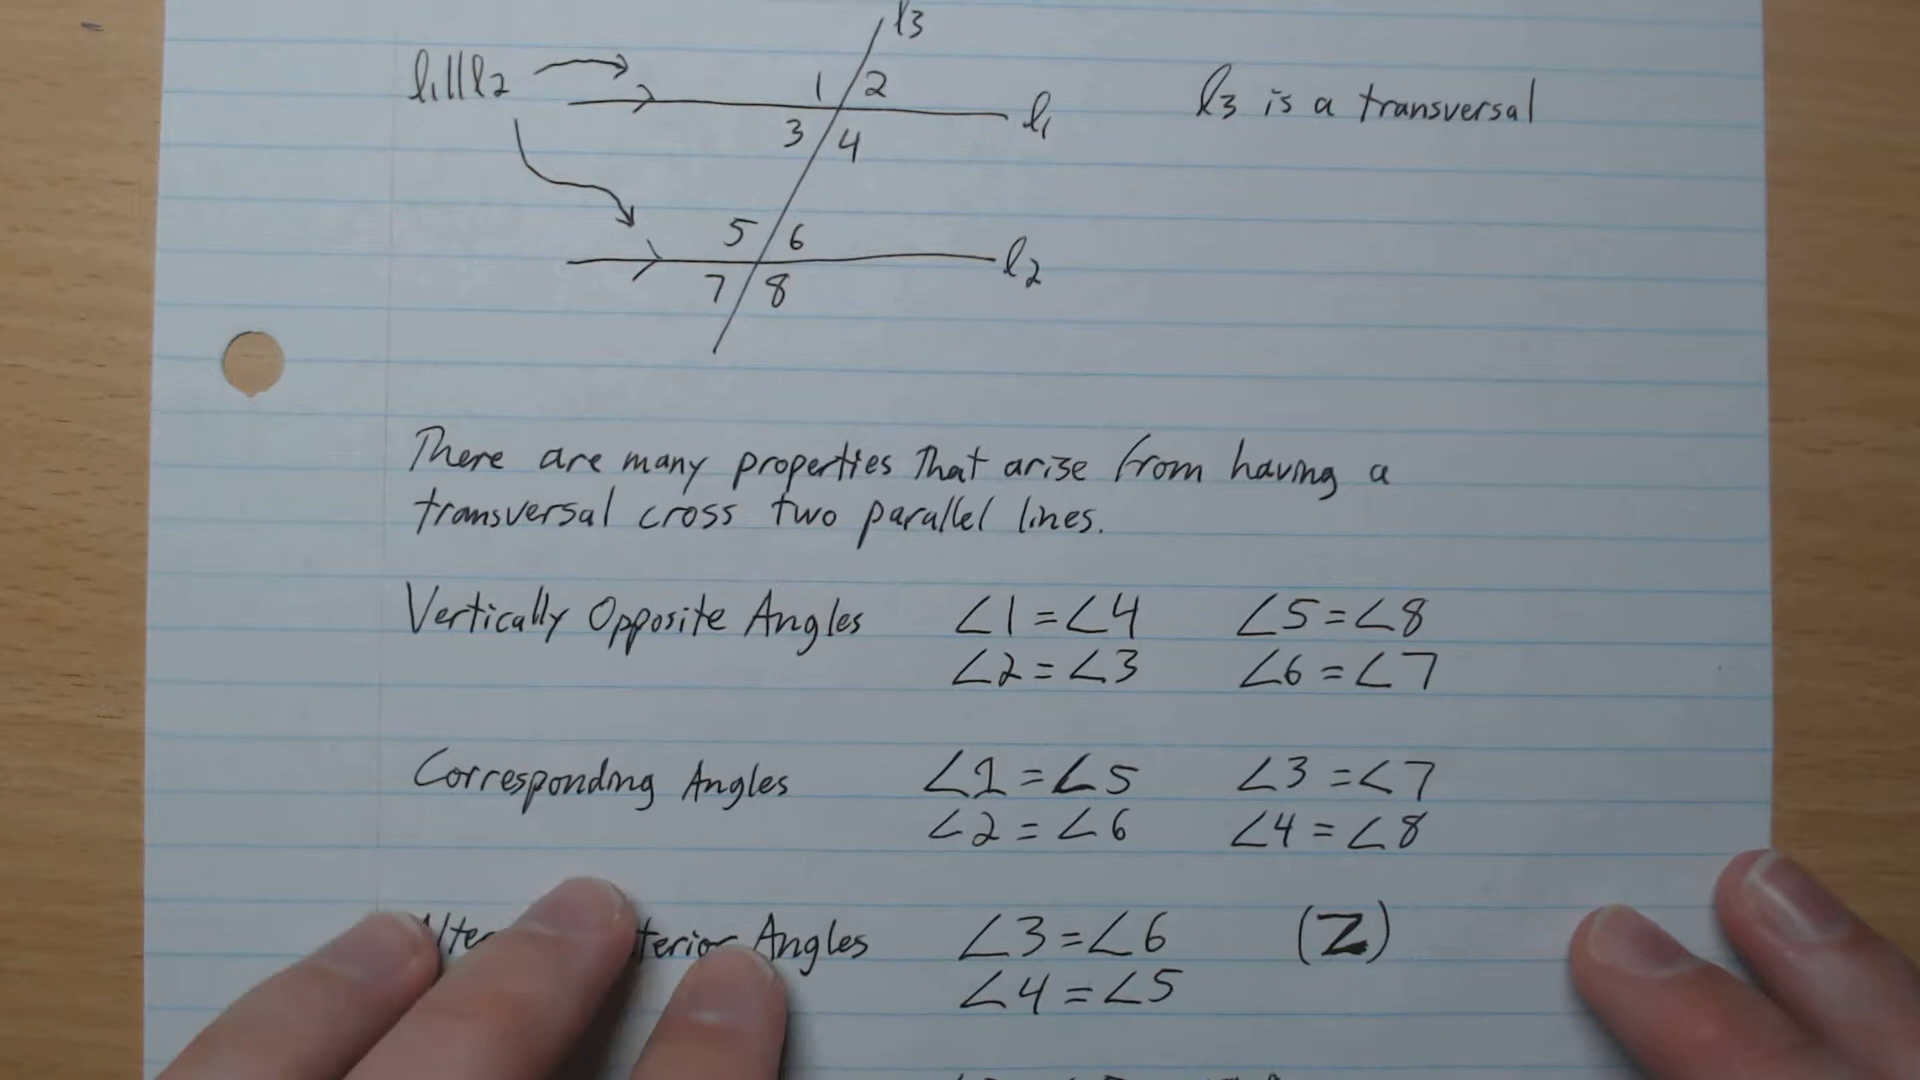 l3
l1||l2
1 2
l1
l3 is a transversal
3 4
5 6
l2
7 8
There are many properties that arise from having a
transversal cross two parallel lines.
Vertically Opposite Angles ∠1=∠4 ∠5=∠8
∠2=∠3 ∠6=∠7
Corresponding Angles ∠1=∠5 ∠3=∠7
∠2=∠6 ∠4=∠8
Angles ∠3=∠6 (Z)
∠4=∠5